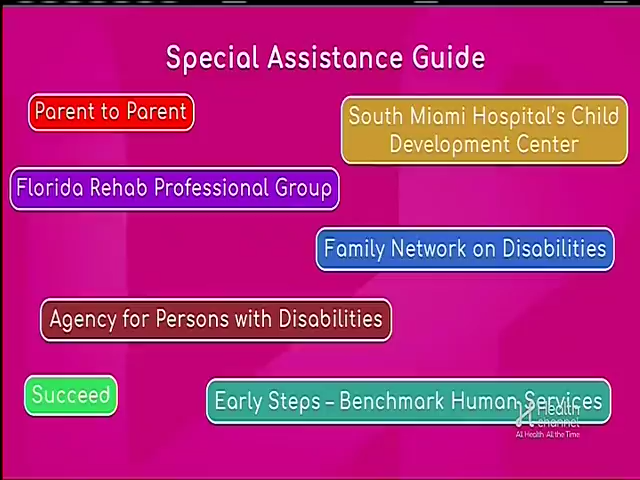 Special Assistance Guide
Parent to Parent
South Miami Hospital's Child
Development Center
Florida Rehab Professional Group
Family Network on Disabilities
Agency for Persons with Disabilities
Succeed
Early Steps – Benchmark Human Services
Health
channel
All Health All the Time